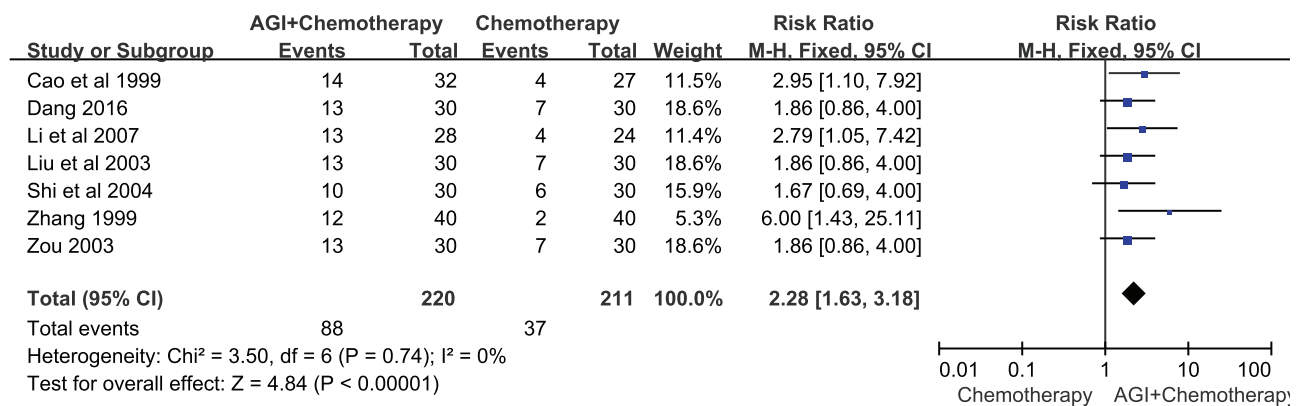 AGI+Chemotherapy Chemotherapy Risk Ratio Risk Ratio
Study or Subgroup Events Total Events Total Weight M-H, Fixed, 95% CI M-H, Fixed, 95% CI
Cao et al 1999 14 32 4 27 11.5% 2.95 [1.10, 7.92]
Dang 2016 13 30 7 30 18.6% 1.86 [0.86, 4.00]
Li et al 2007 13 28 4 24 11.4% 2.79 [1.05, 7.42]
Liu et al 2003 13 30 7 30 18.6% 1.86 [0.86, 4.00]
Shi et al 2004 10 30 6 30 15.9% 1.67 [0.69, 4.00]
Zhang 1999 12 40 2 40 5.3% 6.00 [1.43, 25.11]
Zou 2003 13 30 7 30 18.6% 1.86 [0.86, 4.00]
Total (95% CI) 220 211 100.0% 2.28 [1.63, 3.18]
Total events 88 37
Heterogeneity: Chi² = 3.50, df = 6 (P = 0.74); I² = 0%
Test for overall effect: Z = 4.84 (P < 0.00001)
0.01 0.1 1 10 100
Chemotherapy AGI+Chemotherapy